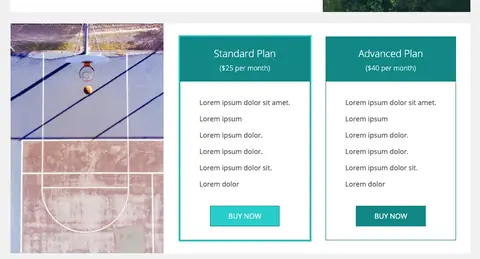 Standard Plan
($25 per month)
Lorem ipsum dolor sit amet.
Lorem ipsum
Lorem ipsum dolor.
Lorem ipsum dolor.
Lorem ipsum dolor sit.
Lorem dolor
BUY NOW
Advanced Plan
($40 per month)
Lorem ipsum dolor sit amet.
Lorem ipsum
Lorem ipsum dolor.
Lorem ipsum dolor.
Lorem ipsum dolor sit.
Lorem dolor
BUY NOW